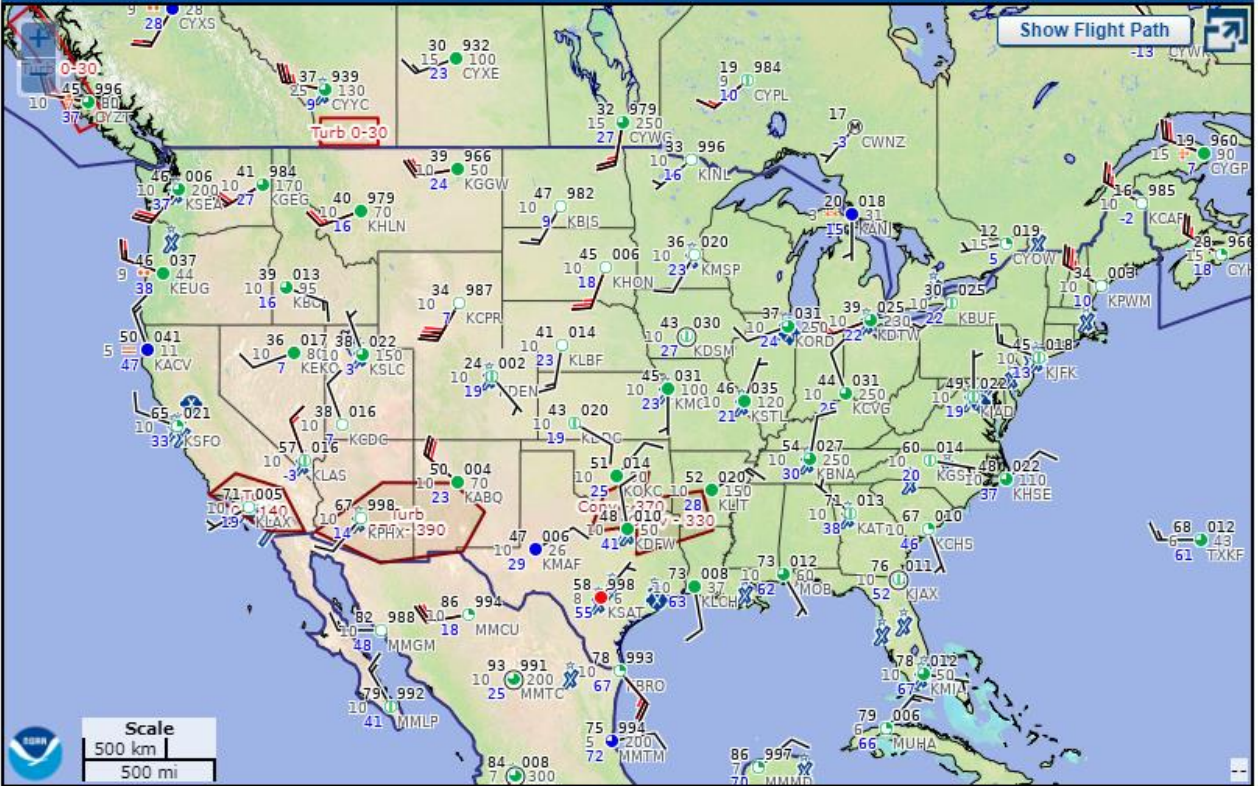 Show Flight Path
9 28
28 CYXS
Turb 0-30
45 996
10 80
37 CYZT
37 939
25 130
9 CYYC
Turb 0-30
30 932
15 100
23 CYXE
32 979
15 250
27 CYWG
19 984
9
10 CYPL
17
M
-3 CWNZ
-13
33 996
10
16 KINL
19 960
15 90
7 CYGP
46 006
10 200
37 KSEA
41 984
10 170
27 KGEG
39 966
10 50
24 KGGW
40 979
10 70
16 KHLN
47 982
10
9 KBIS
20 018
3 31
15 KANJ
16 985
10
-2 KCAR
12 019
15
5 CYOW
28
15
18
46 037
9 44
38 KEUG
39 013
10 95
16
34 987
10
7 KCPR
45 006
10
18 KHON
36 020
10
23 KMSP
34 003
10
10 KPWM
30 025
10
22 KBUF
37 031
10 250
24 KORD
39 025
10 230
22 KDTW
50 041
5 11
47 KACV
36 017
10 80
7 KEKO
38 022
10 150
3 KSLC
24 002
10
19 KDEN
41 014
10
23 KLBF
43 030
10
27 KDSM
45 018
10
13 KJFK
45 031
10 100
23
46 035
10 120
21 KSTL
44 031
10 250
25 KCVG
49 022
10
19 KIAD
65 021
10
33 KSFO
38 016
10
7 KCDC
57 016
10
-3 KLAS
43 020
10
19
54 027
10 250
30 KBNA
60 014
10
20
48 022
110
37 KHSE
50 004
10 70
23 KABQ
51 014
10
25 KOKC
52 020
10 150
28 KLIT
71 005
10
19 KLAX
67 998
10
14 KPHX
Turb
390
370
330
48 010
10 50
41 KDFW
71 013
10
38
67 010
10
46 KCHS
68 012
6 43
61 TXKF
47 006
10 26
29 KMAF
58 998
8 6
55 KSAT
73 008
10 37
63 KLCH
73 012
10 60
62 KMOB
76 011
10
52 KJAX
82 988
10
48 MMGM
86 994
10
18 MMCU
93 991
10 200
25 MMTC
78 993
10
67 KBRO
78 012
10 50
67 KMIA
79 992
10
41 MMLP
75 994
5 200
72 MMTM
79 006
6
66 MUHA
86 997
7
70 MMMD
84 008
7 300
Scale
500 km
500 mi
NOAA
--